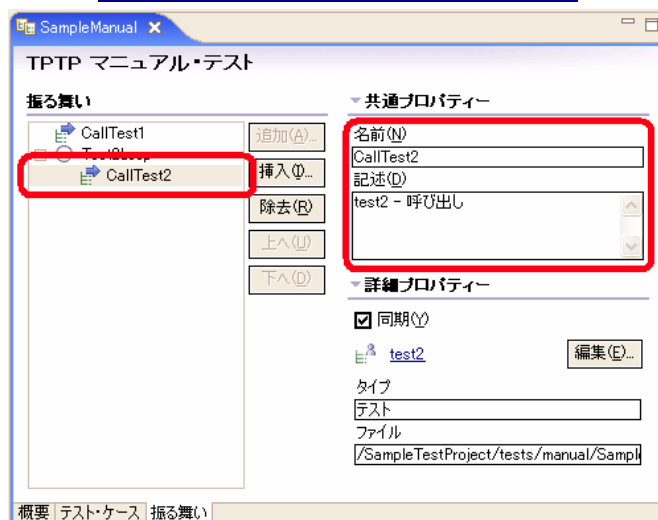 SampleManual
TPTP マニュアル・テスト
振る舞い
CallTest1
CallTest2
追加(A)...
挿入(I)...
除去(R)
上へ(U)
下へ(D)
共通プロパティー
名前(N)
CallTest2
記述(D)
test2 - 呼び出し
詳細プロパティー
同期(Y)
test2
編集(E)...
タイプ
テスト
ファイル
/SampleTestProject/tests/manual/Sampl
概要 テスト・ケース 振る舞い